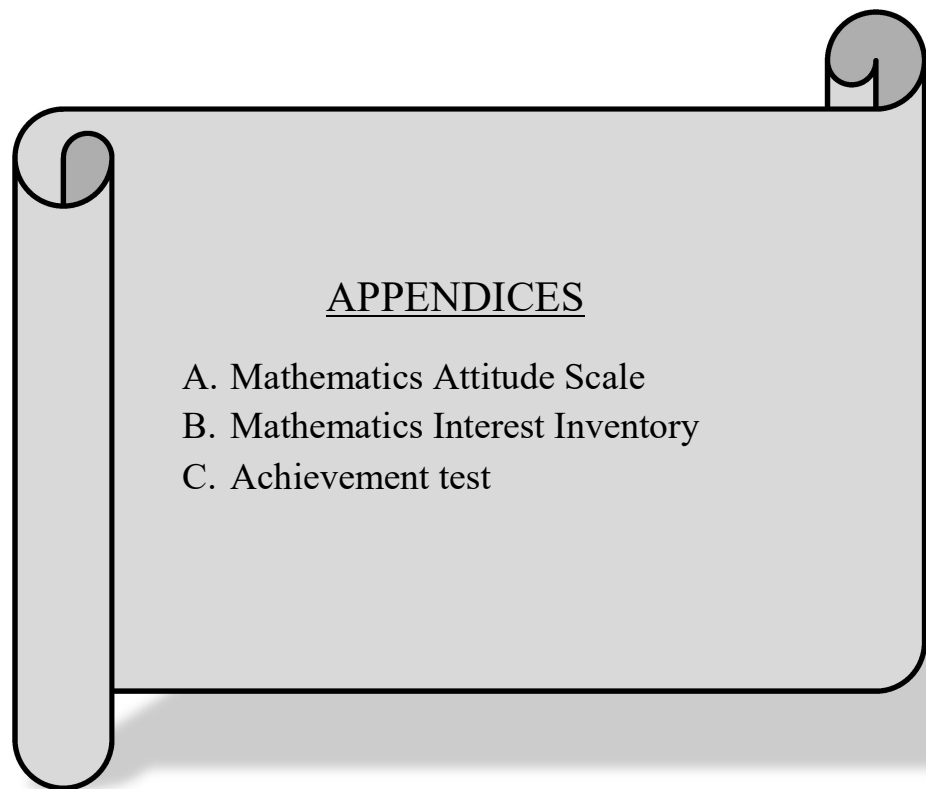 APPENDICES
A. Mathematics Attitude Scale
B. Mathematics Interest Inventory
C. Achievement test